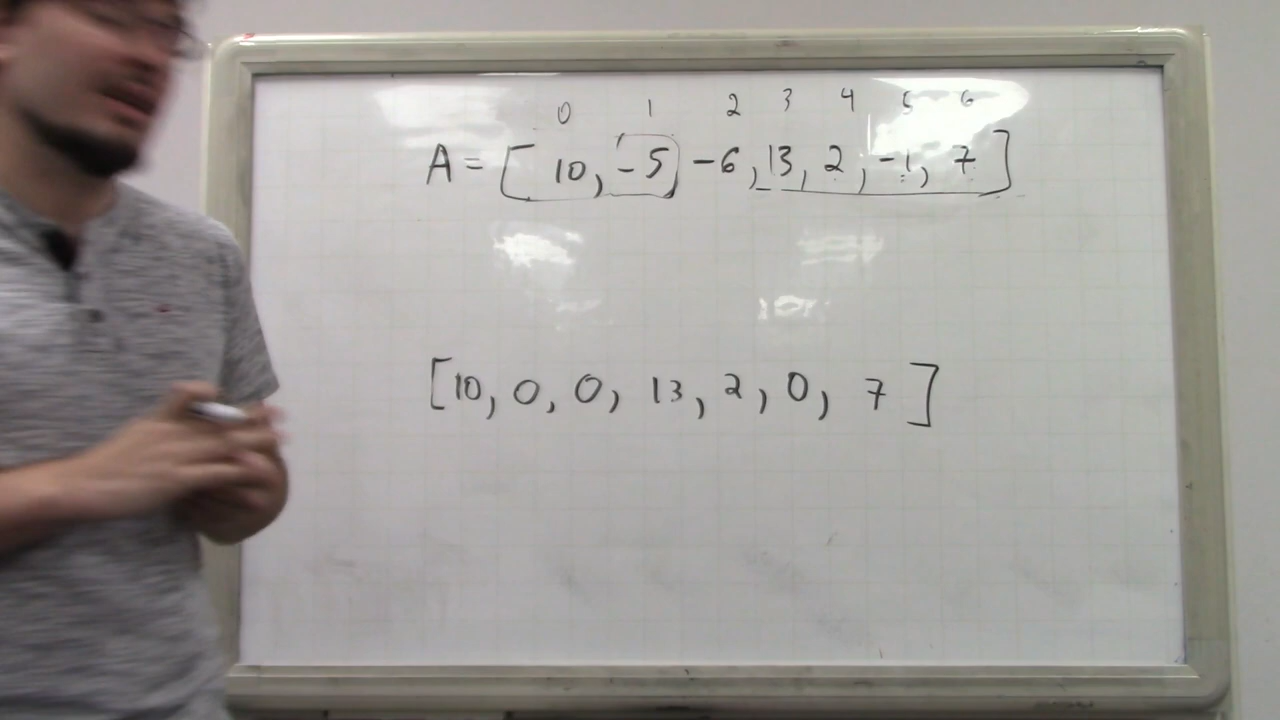 0 1 2 3 4 5 6
A = [ 10, -5 ] -6, 13, 2, -1, 7 ]
[10, 0, 0, 13, 2, 0, 7 ]